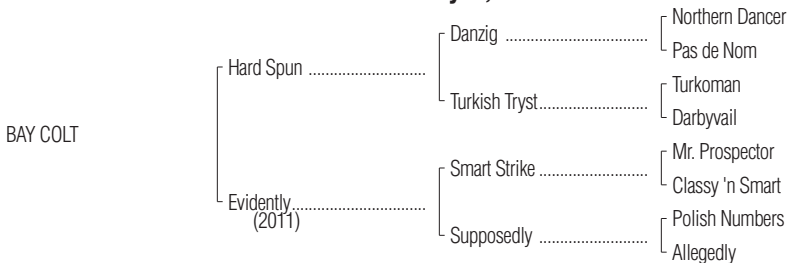 Northern Dancer
Danzig ................................
Pas de Nom
Hard Spun ..........................
Turkoman
Turkish Tryst........................
Darbyvail
BAY COLT
Mr. Prospector
Smart Strike ........................
Classy 'n Smart
Evidently..............................
(2011)
Polish Numbers
Supposedly ........................
Allegedly